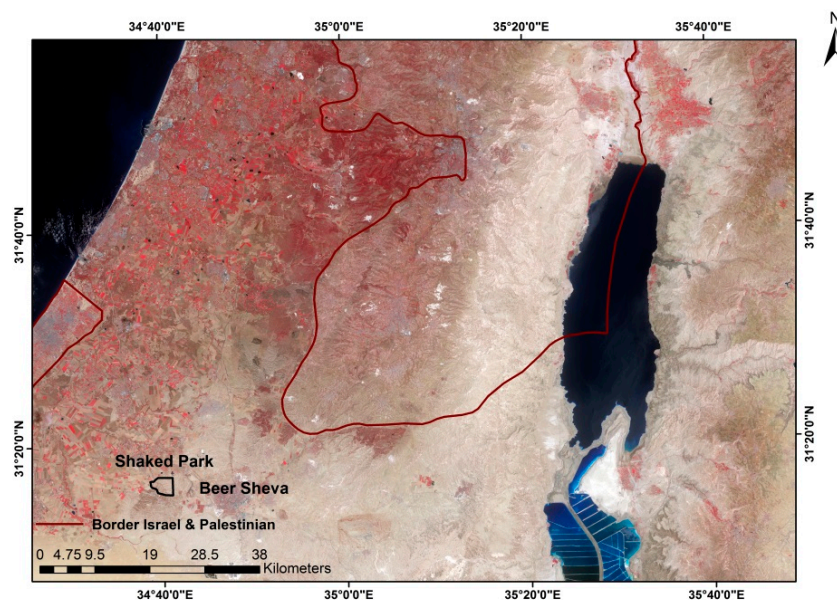 34°40'0"E 35°0'0"E 35°20'0"E 35°40'0"E
N
31°40'0"N
31°40'0"N
31°20'0"N
31°20'0"N
Shaked Park
Beer Sheva
Border Israel & Palestinian
0 4.75 9.5 19 28.5 38
Kilometers
34°40'0"E 35°0'0"E 35°20'0"E 35°40'0"E